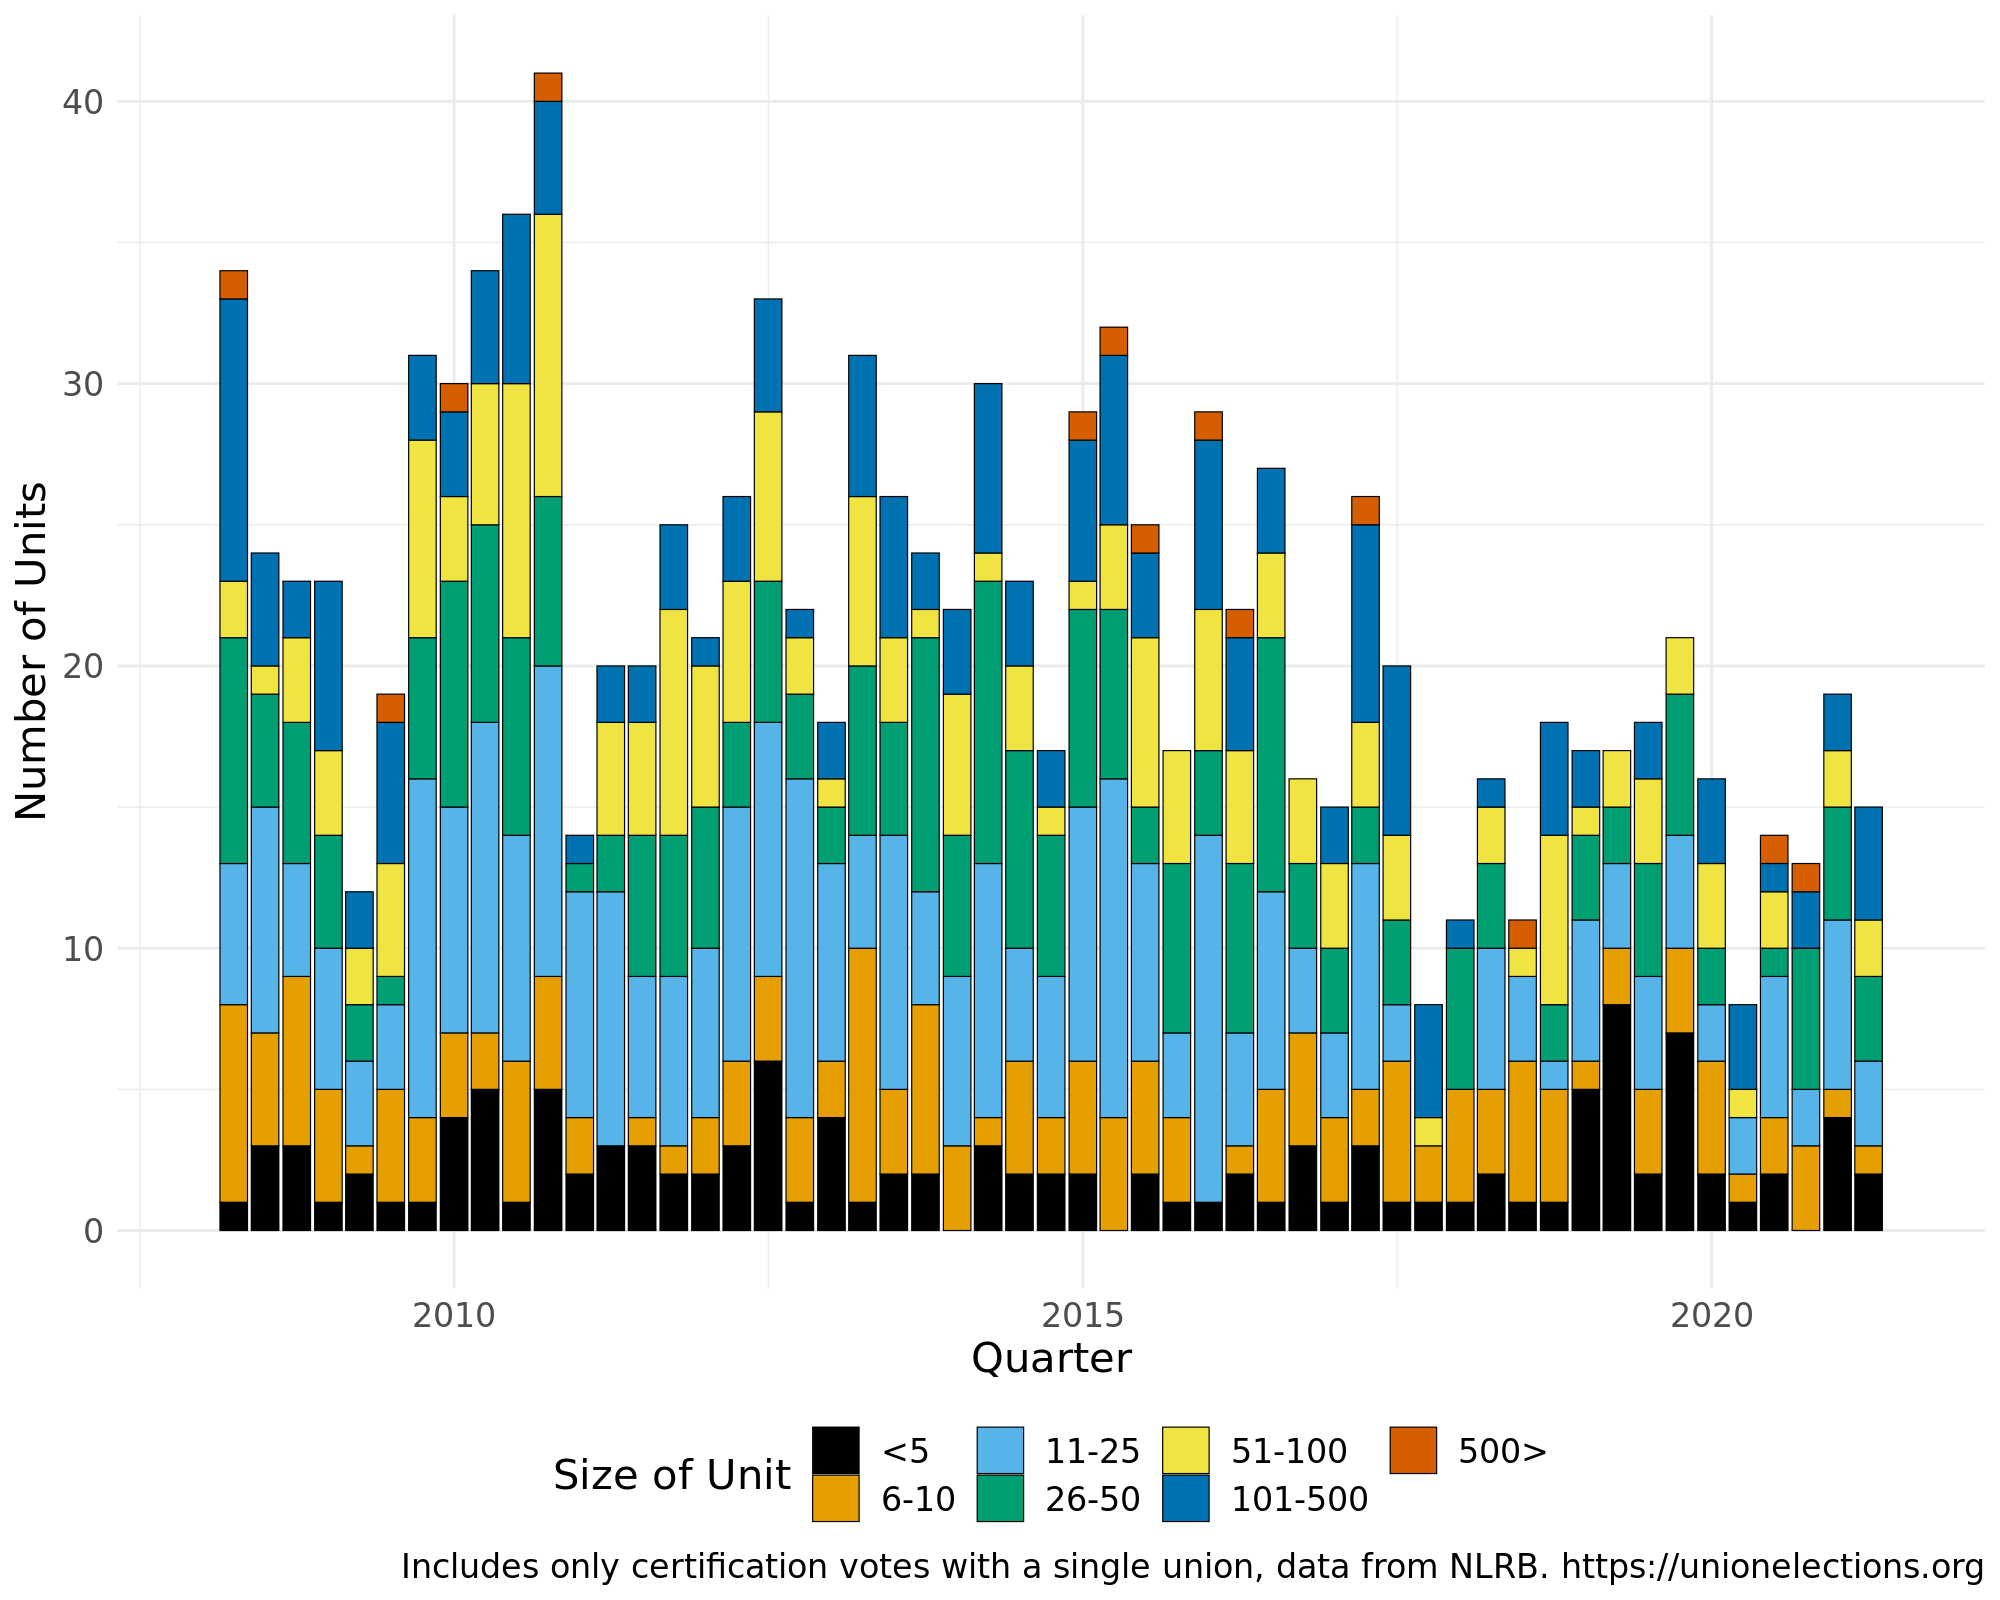 40
30
20
10
0
Number of Units
2010 2015 2020
Quarter
Size of Unit
<5 11-25 51-100 500>
6-10 26-50 101-500
Includes only certification votes with a single union, data from NLRB. https://unionelections.org